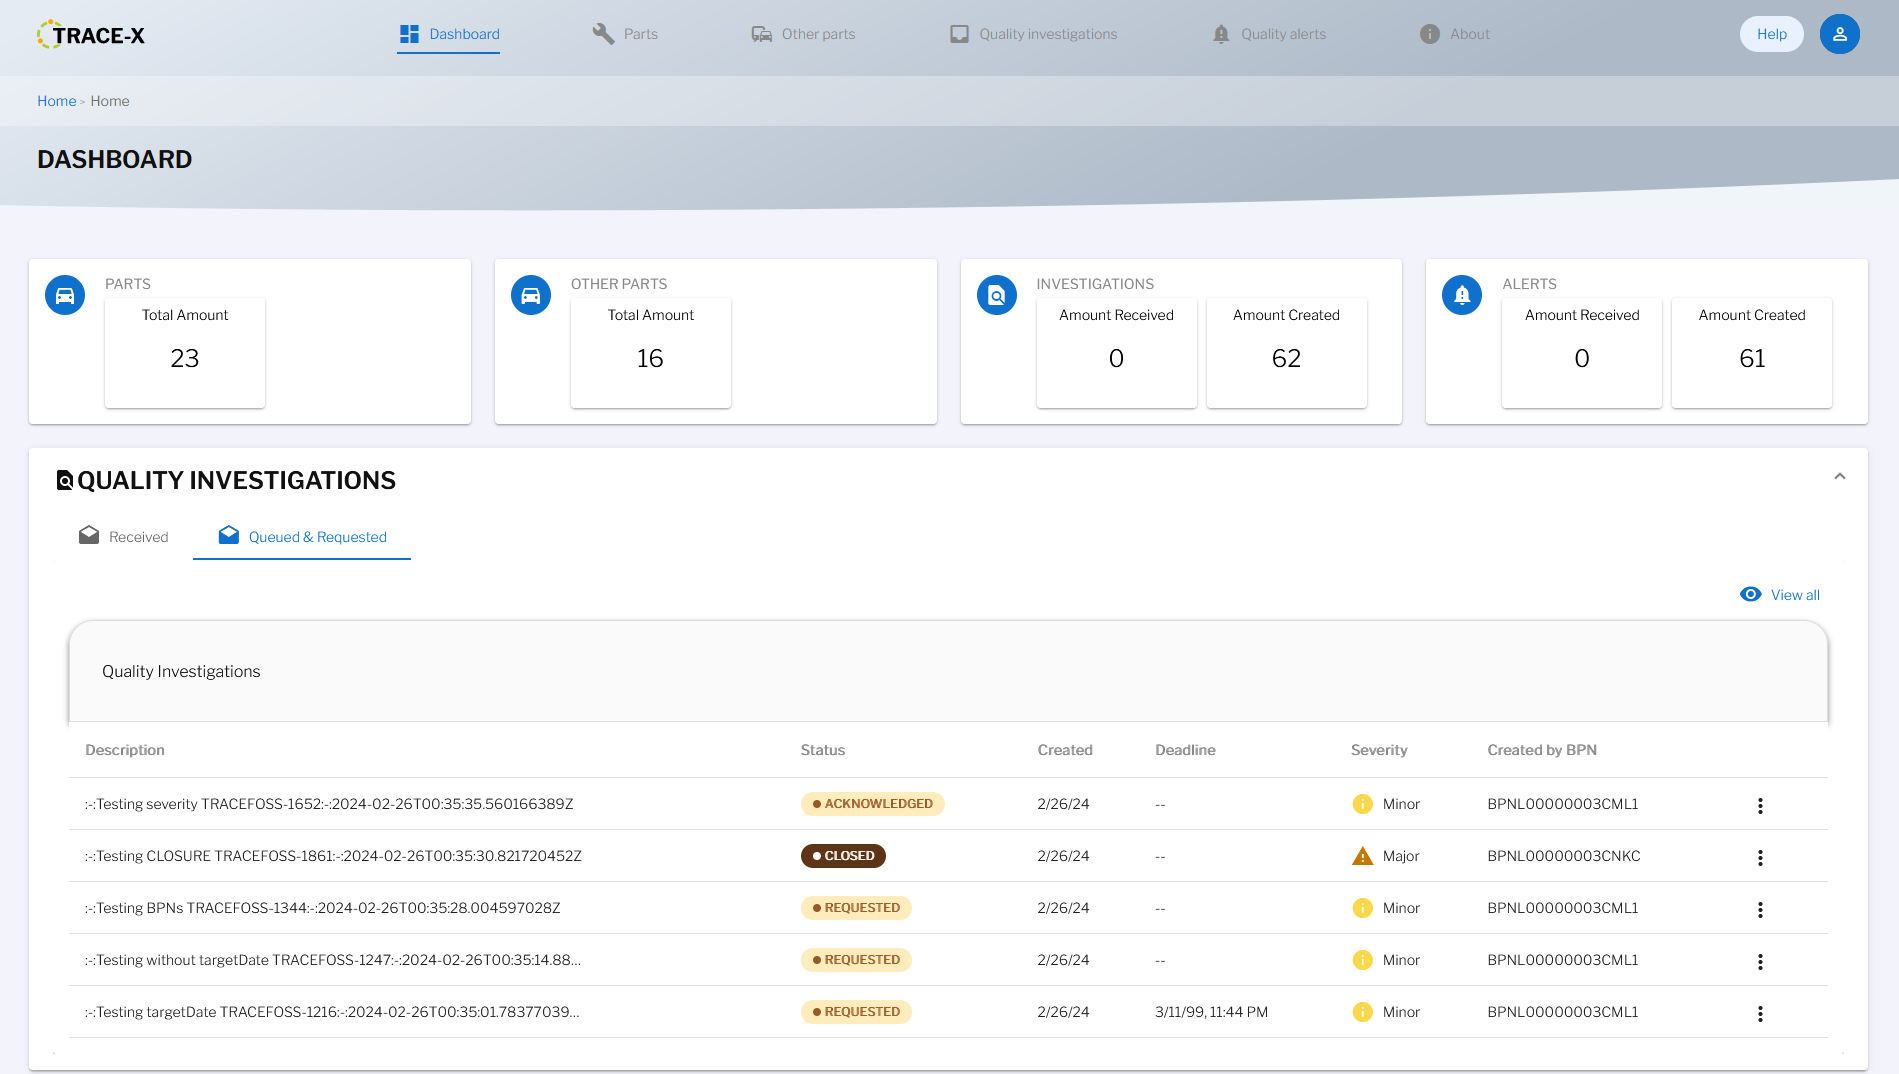 TRACE-X
Dashboard
Parts
Other parts
Quality investigations
Quality alerts
About
Help
Home > Home
DASHBOARD
PARTS
Total Amount
23
OTHER PARTS
Total Amount
16
INVESTIGATIONS
Amount Received
0
Amount Created
62
ALERTS
Amount Received
0
Amount Created
61
QUALITY INVESTIGATIONS
Received
Queued & Requested
View all
Quality Investigations
Description Status Created Deadline Severity Created by BPN
:-:Testing severity TRACEFOSS-1652:-:2024-02-26T00:35:35.560166389Z ACKNOWLEDGED 2/26/24 -- Minor BPNL00000003CML1
:-:Testing CLOSURE TRACEFOSS-1861:-:2024-02-26T00:35:30.821720452Z CLOSED 2/26/24 -- Major BPNL00000003CNKC
:-:Testing BPNs TRACEFOSS-1344:-:2024-02-26T00:35:28.004597028Z REQUESTED 2/26/24 -- Minor BPNL00000003CML1
:-:Testing without targetDate TRACEFOSS-1247:-:2024-02-26T00:35:14.88... REQUESTED 2/26/24 -- Minor BPNL00000003CML1
:-:Testing targetDate TRACEFOSS-1216:-:2024-02-26T00:35:01.78377039... REQUESTED 2/26/24 3/11/99, 11:44 PM Minor BPNL00000003CML1